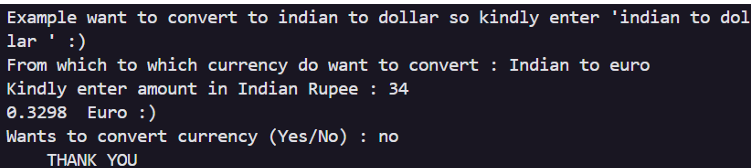 Example want to convert to indian to dollar so kindly enter 'indian to dol
lar ' :)
From which to which currency do want to convert : Indian to euro
Kindly enter amount in Indian Rupee : 34
0.3298  Euro :)
Wants to convert currency (Yes/No) : no
    THANK YOU